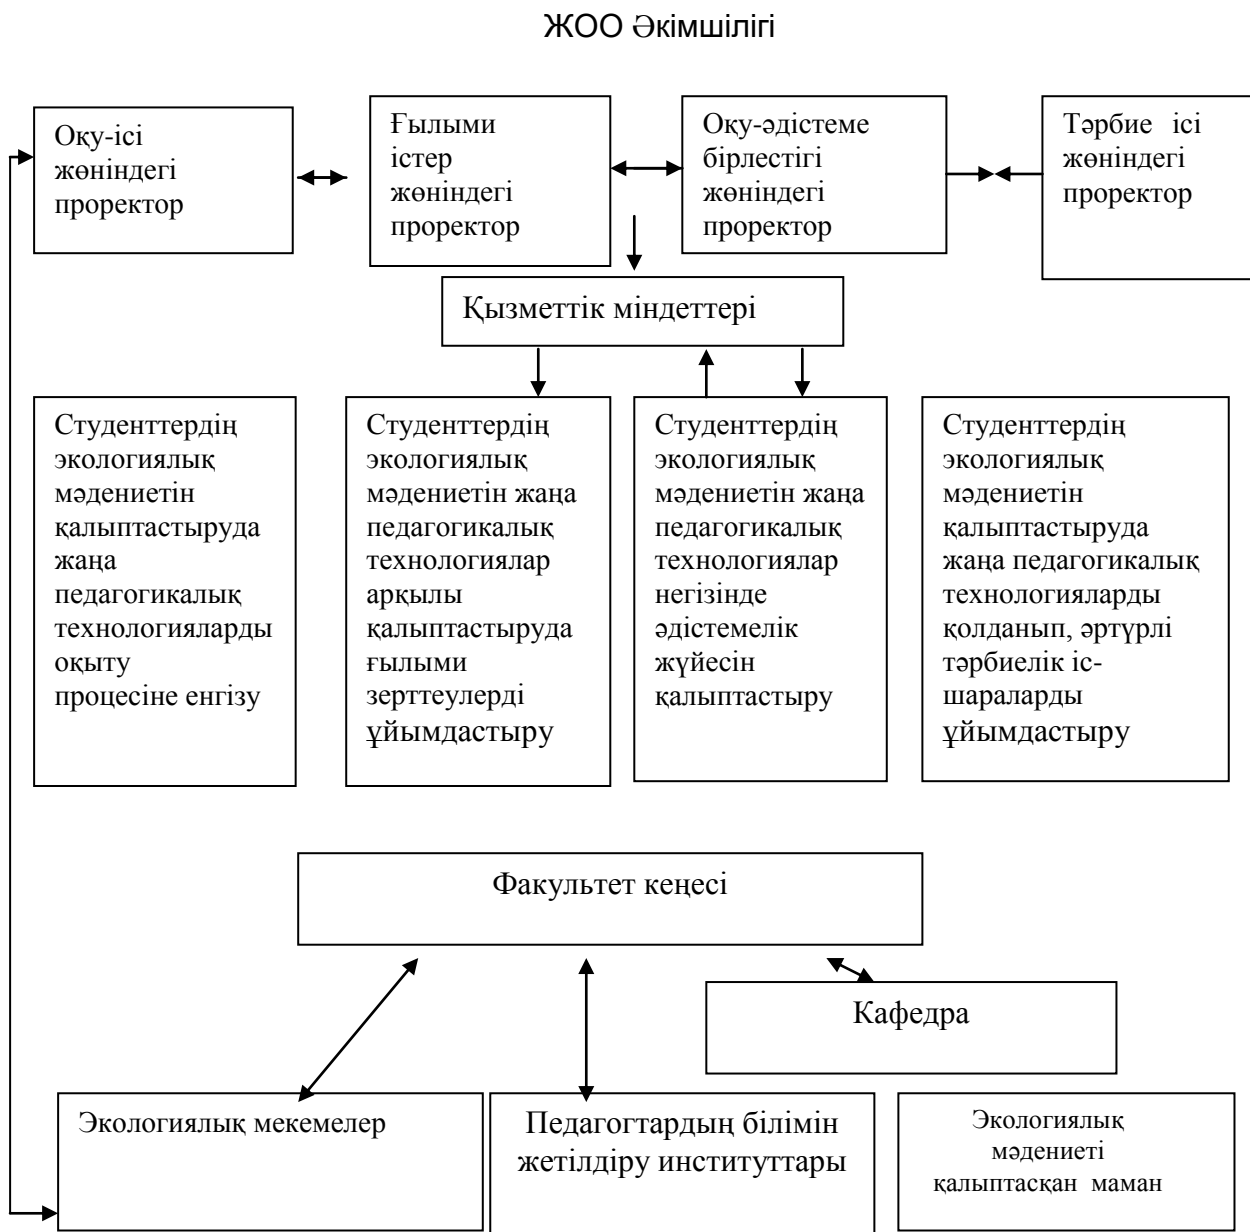 ЖОО Әкімшілігі
Оқу-ісі
жөніндегі
проректор
Ғылыми
істер
жөніндегі
проректор
Оқу-әдістеме
бірлестігі
жөніндегі
проректор
Тәрбие ісі
жөніндегі
проректор
Қызметтік міндеттері
Студенттердің
экологиялық
мәдениетін
қалыптастыруда
жаңа
педагогикалық
технологияларды
оқыту
процесіне енгізу
Студенттердің
экологиялық
мәдениетін жаңа
педагогикалық
технологиялар
арқылы
қалыптастыруда
ғылыми
зерттеулерді
ұйымдастыру
Студенттердің
экологиялық
мәдениетін жаңа
педагогикалық
технологиялар
негізінде
әдістемелік
жүйесін
қалыптастыру
Студенттердің
экологиялық
мәдениетін
қалыптастыруда
жаңа педагогикалық
технологияларды
қолданып, әртүрлі
тәрбиелік іс-
шараларды
ұйымдастыру
Факультет кеңесі
Кафедра
Экологиялық мекемелер
Педагогтардың білімін
жетілдіру институттары
Экологиялық
мәдениеті
қалыптасқан маман